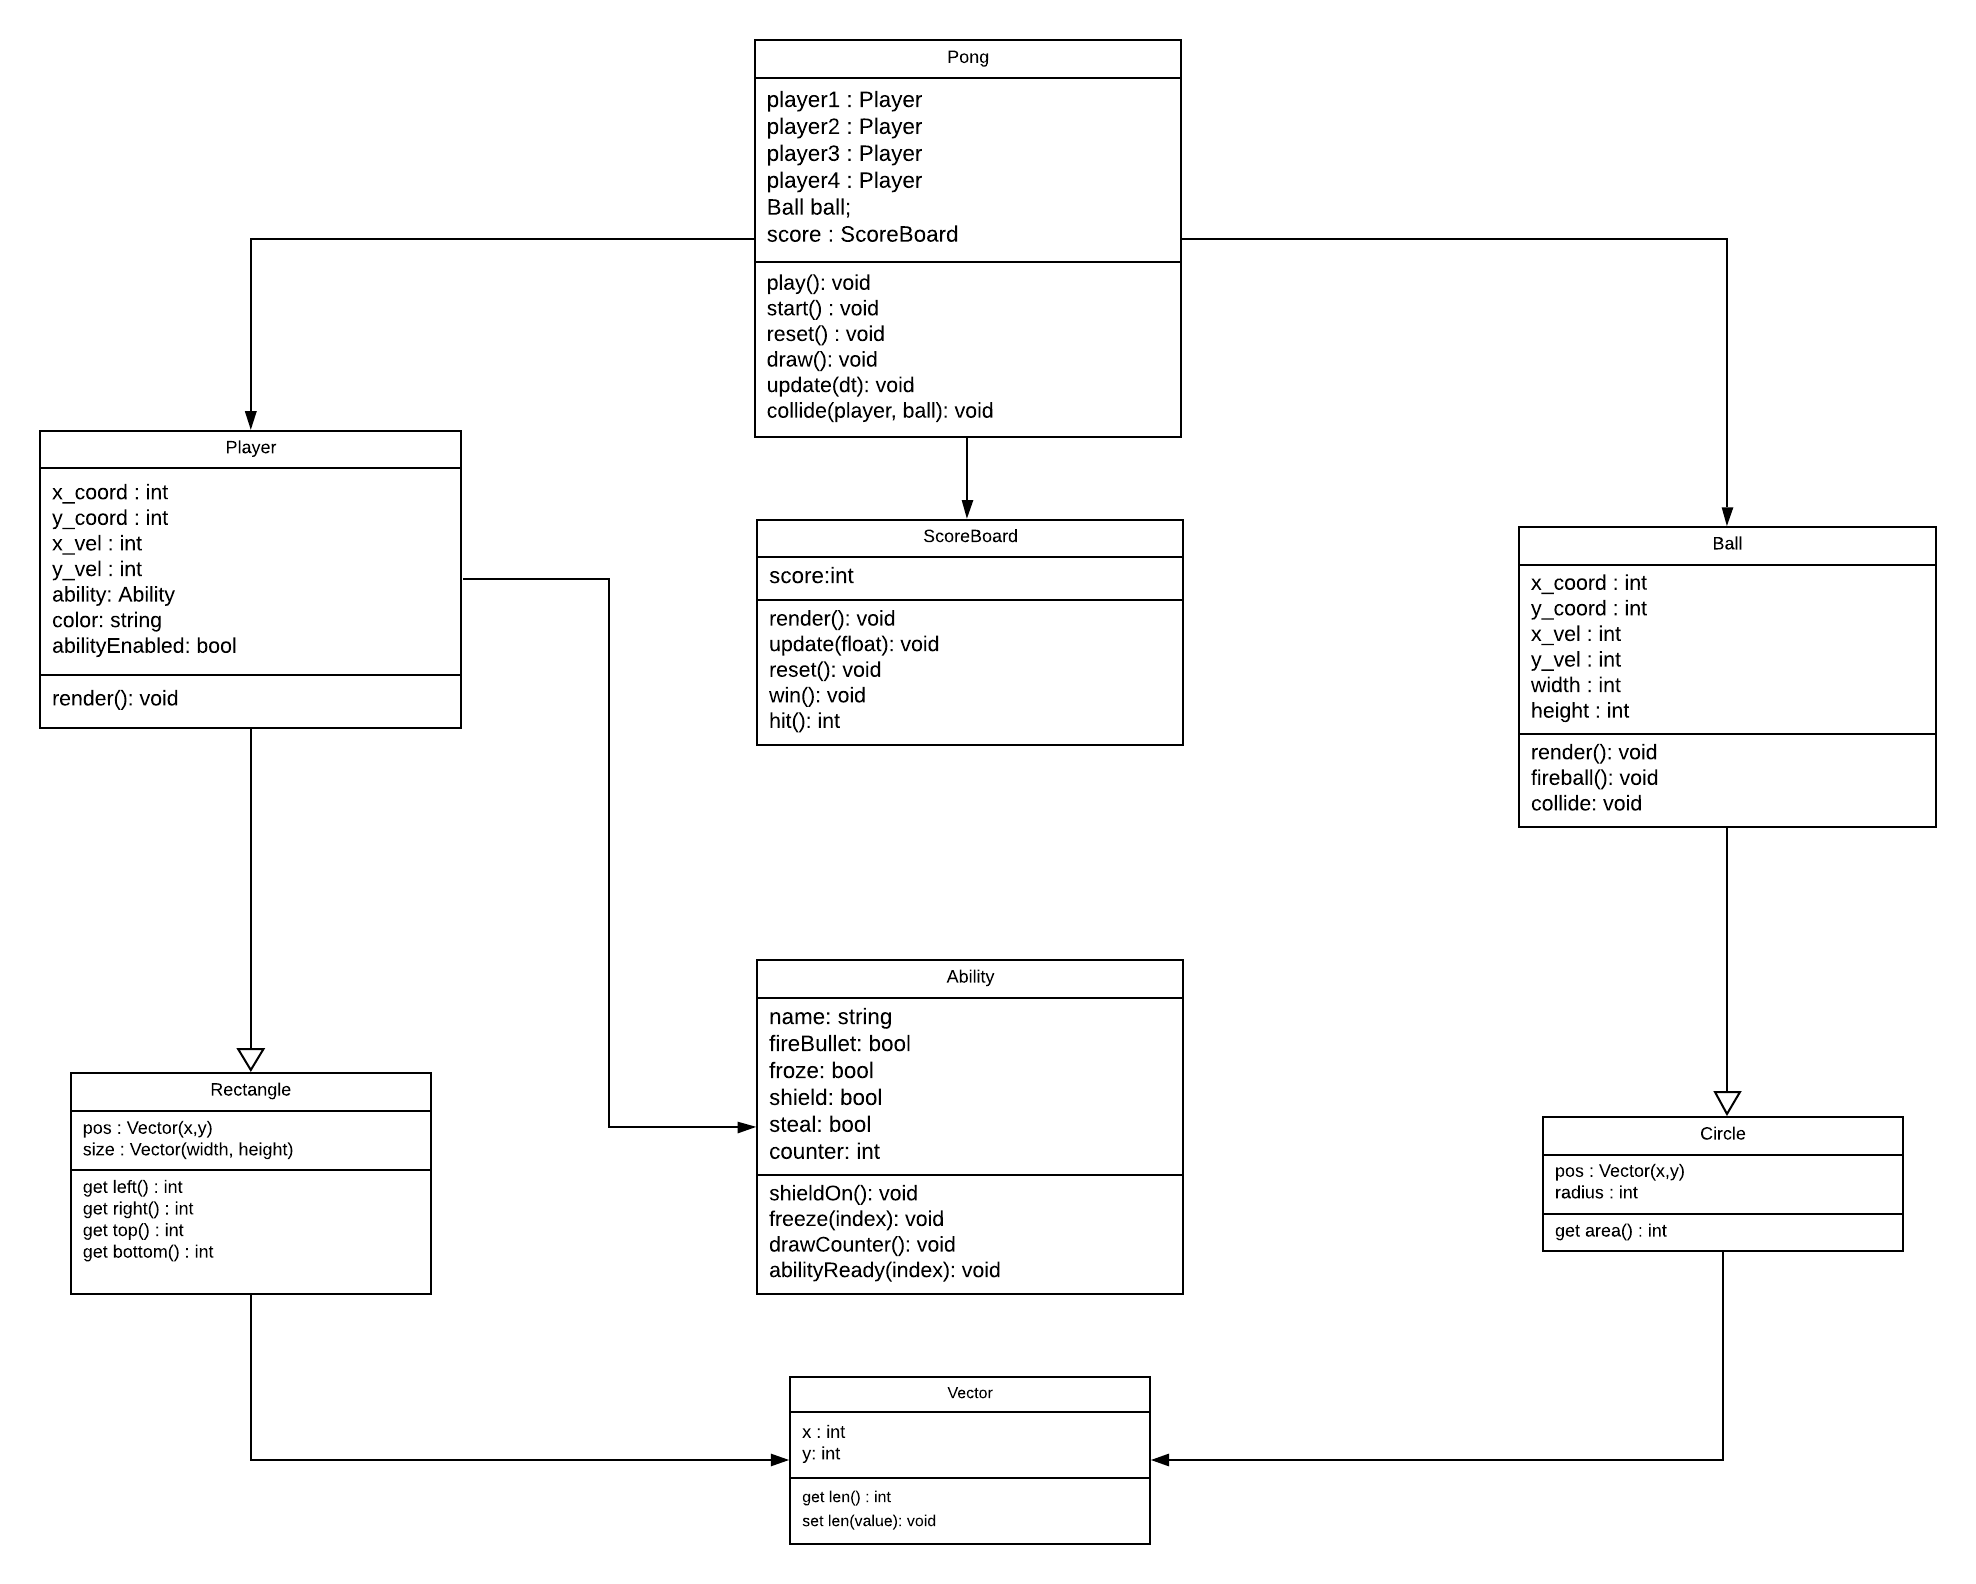 Pong
player1 : Player
player2 : Player
player3 : Player
player4 : Player
Ball ball;
score : ScoreBoard
play(): void
start() : void
reset() : void
draw(): void
update(dt): void
collide(player, ball): void
Player
x_coord : int
y_coord : int
x_vel : int
y_vel : int
ability: Ability
color: string
abilityEnabled: bool
render(): void
ScoreBoard
score:int
render(): void
update(float): void
reset(): void
win(): void
hit(): int
Ball
x_coord : int
y_coord : int
x_vel : int
y_vel : int
width : int
height : int
render(): void
fireball(): void
collide: void
Ability
name: string
fireBullet: bool
froze: bool
shield: bool
steal: bool
counter: int
shieldOn(): void
freeze(index): void
drawCounter(): void
abilityReady(index): void
Rectangle
pos : Vector(x,y)
size : Vector(width, height)
get left() : int
get right() : int
get top() : int
get bottom() : int
Circle
pos : Vector(x,y)
radius : int
get area() : int
Vector
x : int
y: int
get len() : int
set len(value): void